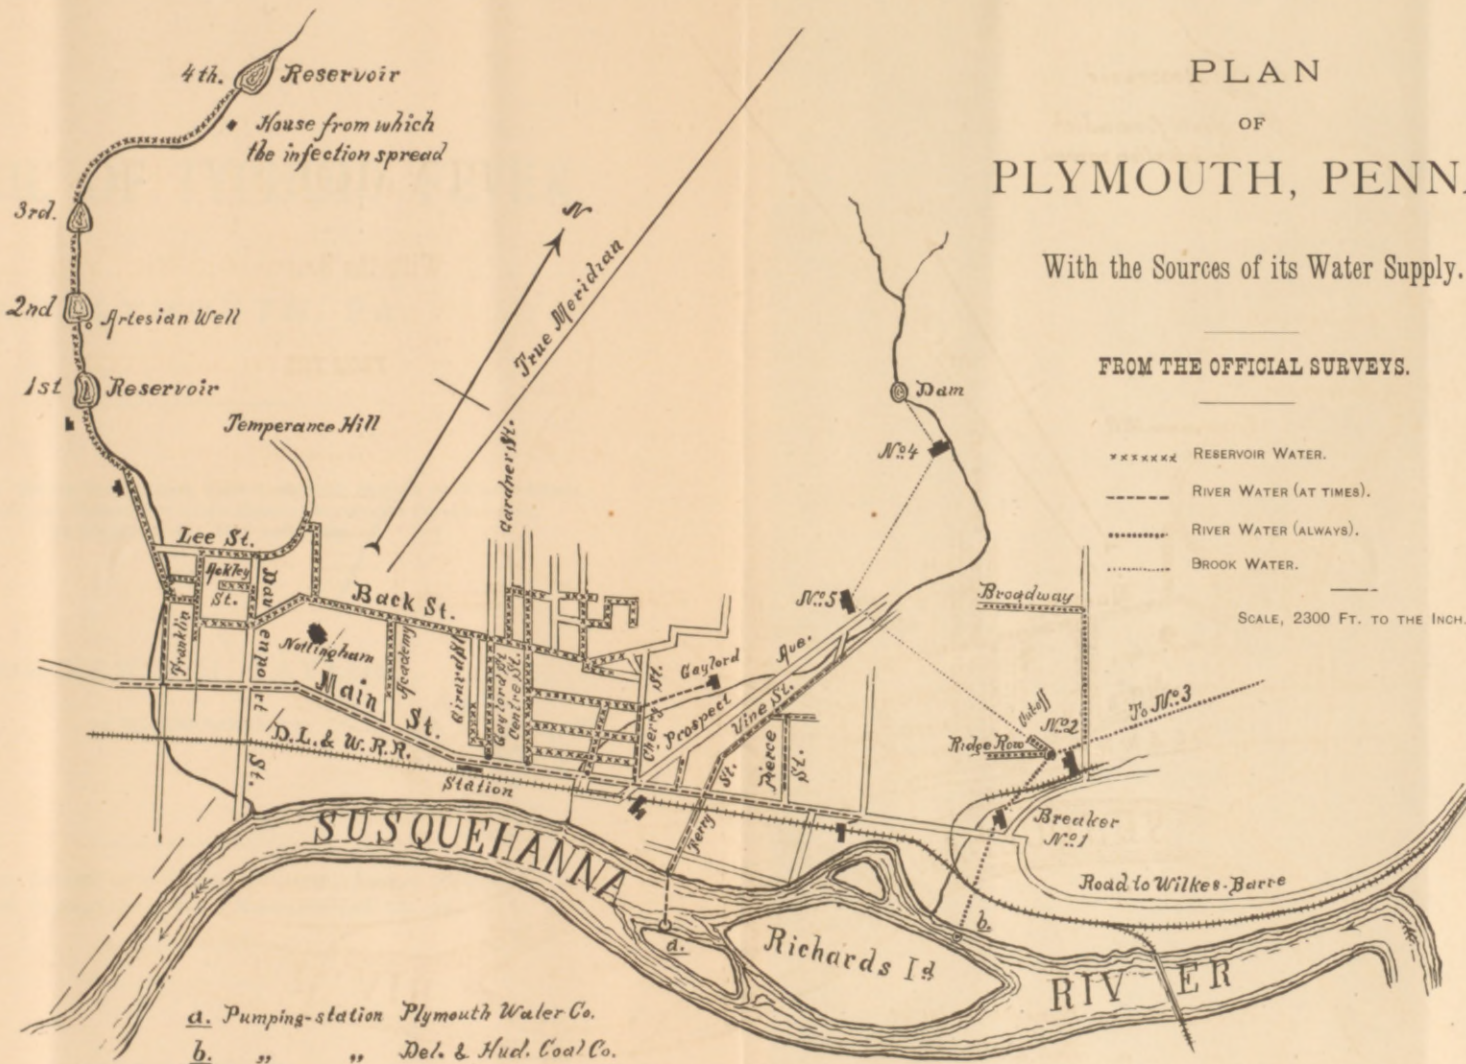 PLAN
OF
PLYMOUTH, PENNA
With the Sources of its Water Supply.
FROM THE OFFICIAL SURVEYS.
RESERVOIR WATER.
RIVER WATER (AT TIMES).
RIVER WATER (ALWAYS).
BROOK WATER.
SCALE, 2300 FT. TO THE INCH.
4th. Reservoir
House from which
the infection spread
3rd.
2nd
Artesian Well
1st Reservoir
Temperance Hill
N
True Meridian
Gardner St.
Dam
No. 4
No. 5
Lee St.
Ackley
St.
Franklin
Davenport St.
Back St.
Nottingham
Academy
Gaylord St.
Centre St.
Cherry St.
Gaylord
Prospect Ave.
Vine St.
Pierce
St.
Broadway
Ridge Row
No. 2
To No. 3
Main St.
D.L. & W.R.R.
Station
Ferry St.
Breaker
No. 1
Road to Wilkes-Barre
SUSQUEHANNA
RIVER
Richards Id
a.
b.
a. Pumping-station Plymouth Water Co.
b. „ „ Del. & Hud. Coal Co.